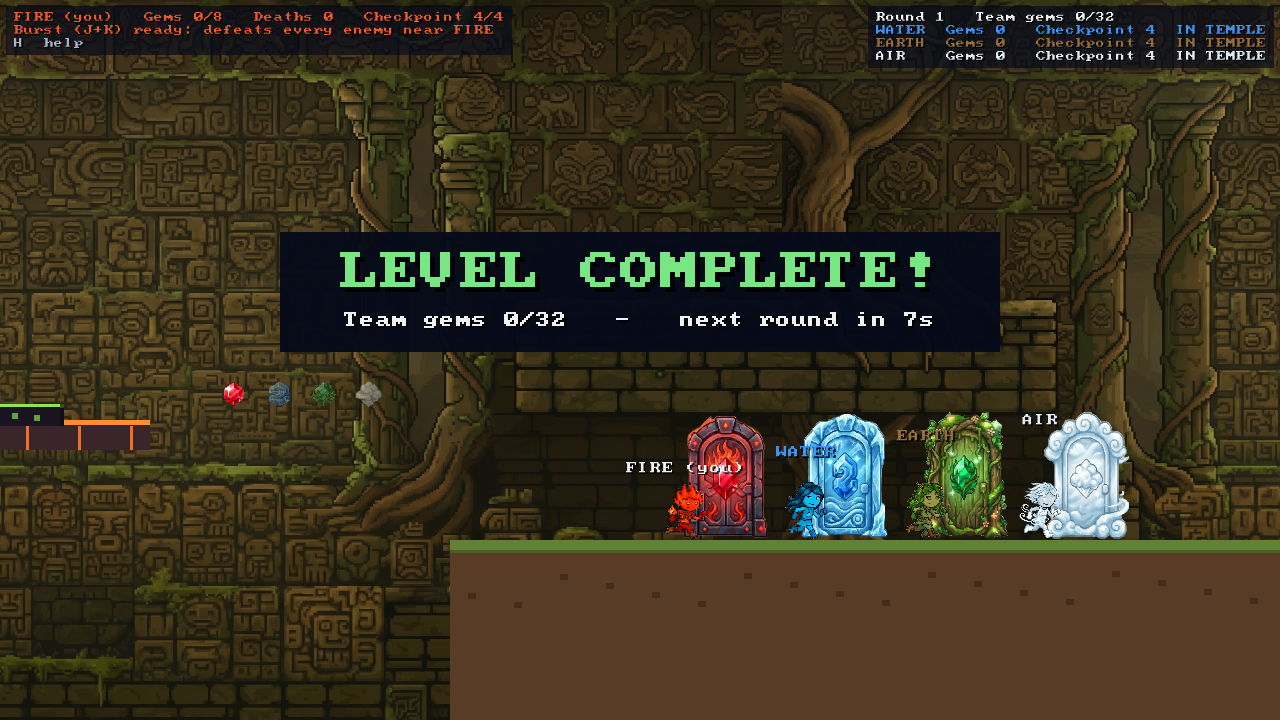 FIRE (you)   Gems 0/8   Deaths 0   Checkpoint 4/4
Burst (J+K) ready: defeats every enemy near FIRE
H  help
Round 1   Team gems 0/32
WATER  Gems 0   Checkpoint 4  IN TEMPLE
EARTH  Gems 0   Checkpoint 4  IN TEMPLE
AIR    Gems 0   Checkpoint 4  IN TEMPLE
LEVEL COMPLETE!
Team gems 0/32   -   next round in 7s
AIR
EARTH
WATER
FIRE (you)